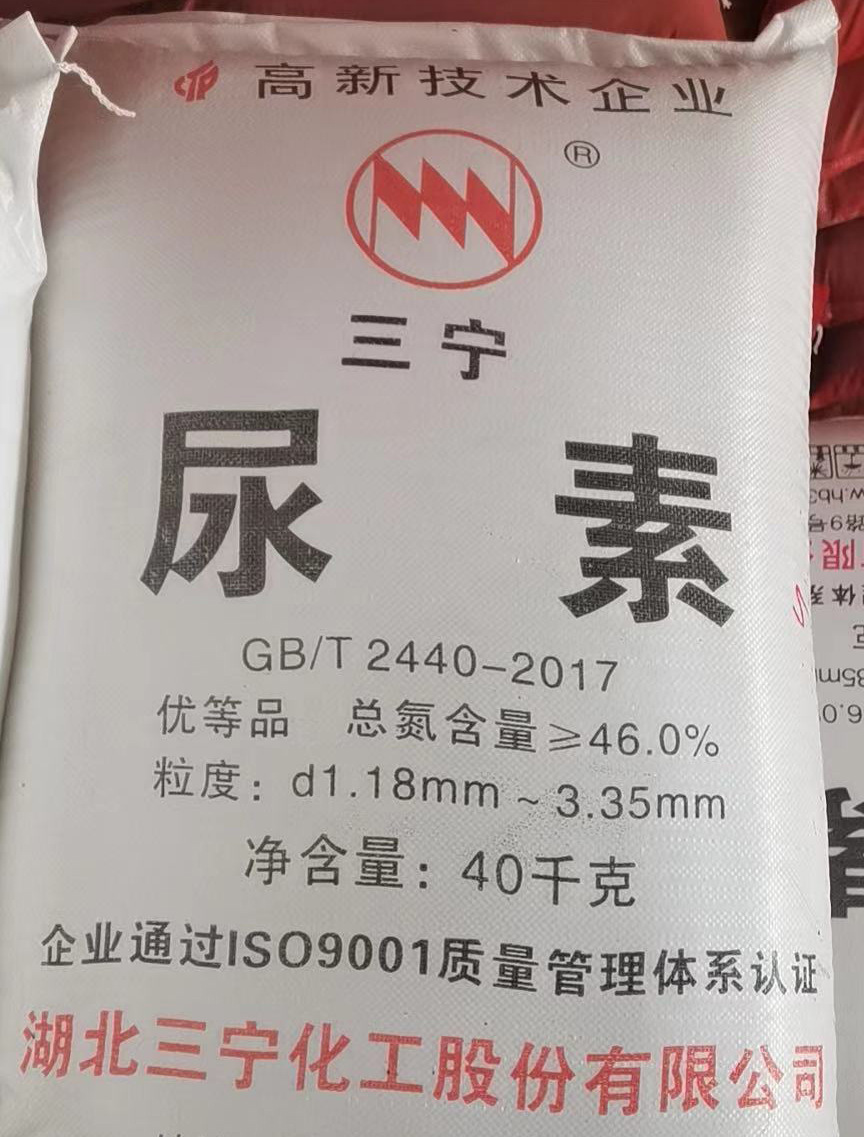 高新技术企业
®
三宁
尿素
GB/T 2440-2017
优等品 总氮含量≥46.0%
粒度：d1.18mm~3.35mm
净含量：40千克
企业通过ISO9001质量管理体系认证
湖北三宁化工股份有限公司